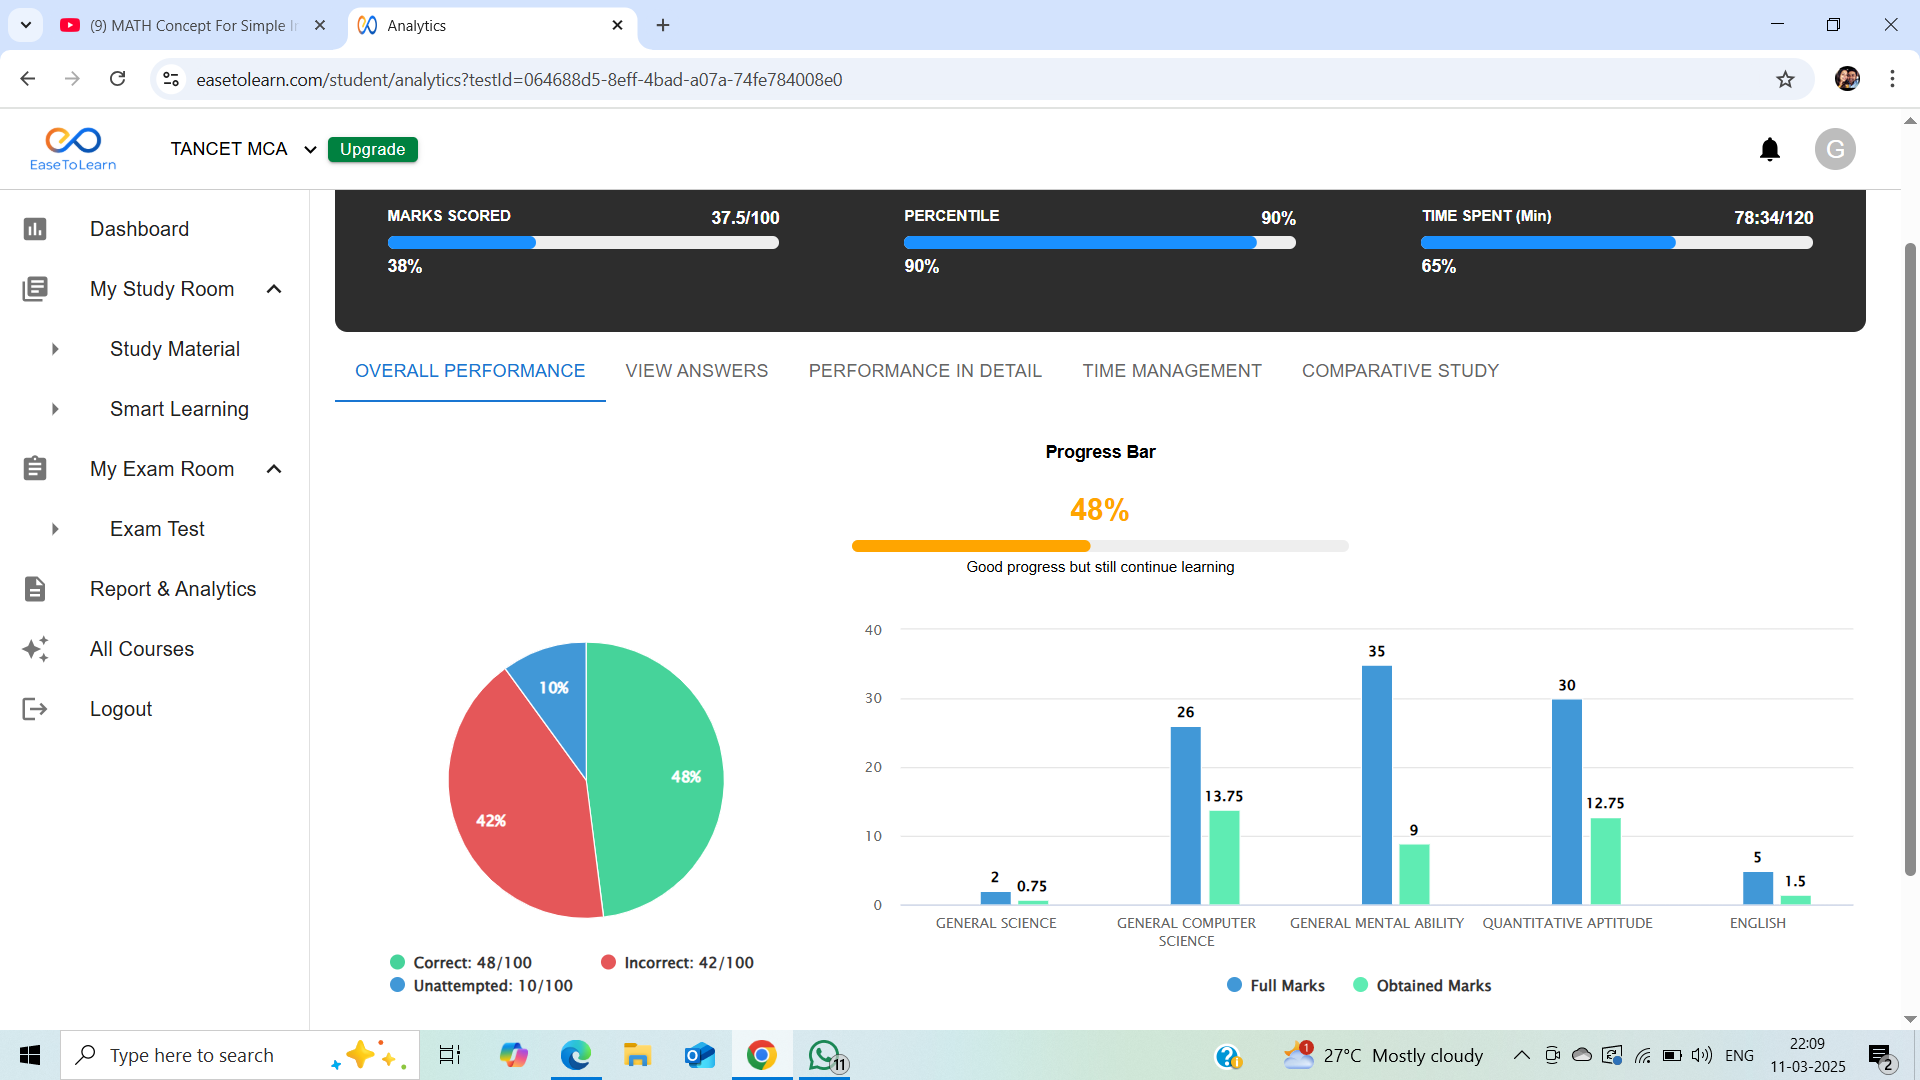 (9) MATH Concept For Simple In
Analytics
easetolearn.com/student/analytics?testId=064688d5-8eff-4bad-a07a-74fe784008e0
EaseToLearn
TANCET MCA
Upgrade
G
Dashboard
My Study Room
Study Material
Smart Learning
My Exam Room
Exam Test
Report & Analytics
All Courses
Logout
MARKS SCORED 37.5/100
38%
PERCENTILE 90%
90%
TIME SPENT (Min) 78:34/120
65%
OVERALL PERFORMANCE VIEW ANSWERS PERFORMANCE IN DETAIL TIME MANAGEMENT COMPARATIVE STUDY
Progress Bar
48%
Good progress but still continue learning
10%
48%
42%
Correct: 48/100 Incorrect: 42/100
Unattempted: 10/100
40
30
20
10
0
2 0.75
26 13.75
35 9
30 12.75
5 1.5
GENERAL SCIENCE
GENERAL COMPUTER
SCIENCE
GENERAL MENTAL ABILITY
QUANTITATIVE APTITUDE
ENGLISH
Full Marks Obtained Marks
Type here to search
11
1
27°C Mostly cloudy
ENG
22:09
11-03-2025
2